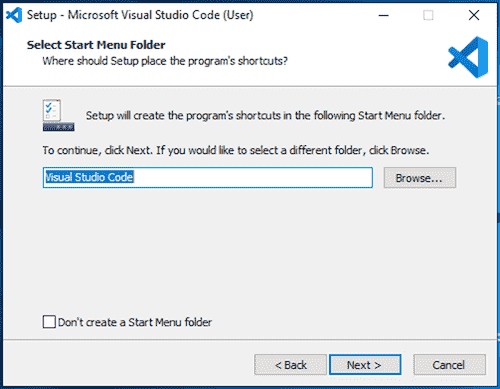 Setup - Microsoft Visual Studio Code (User)
Select Start Menu Folder
Where should Setup place the program's shortcuts?
Setup will create the program's shortcuts in the following Start Menu folder.
To continue, click Next. If you would like to select a different folder, click Browse.
Visual Studio Code
Browse...
Don't create a Start Menu folder
< Back
Next >
Cancel